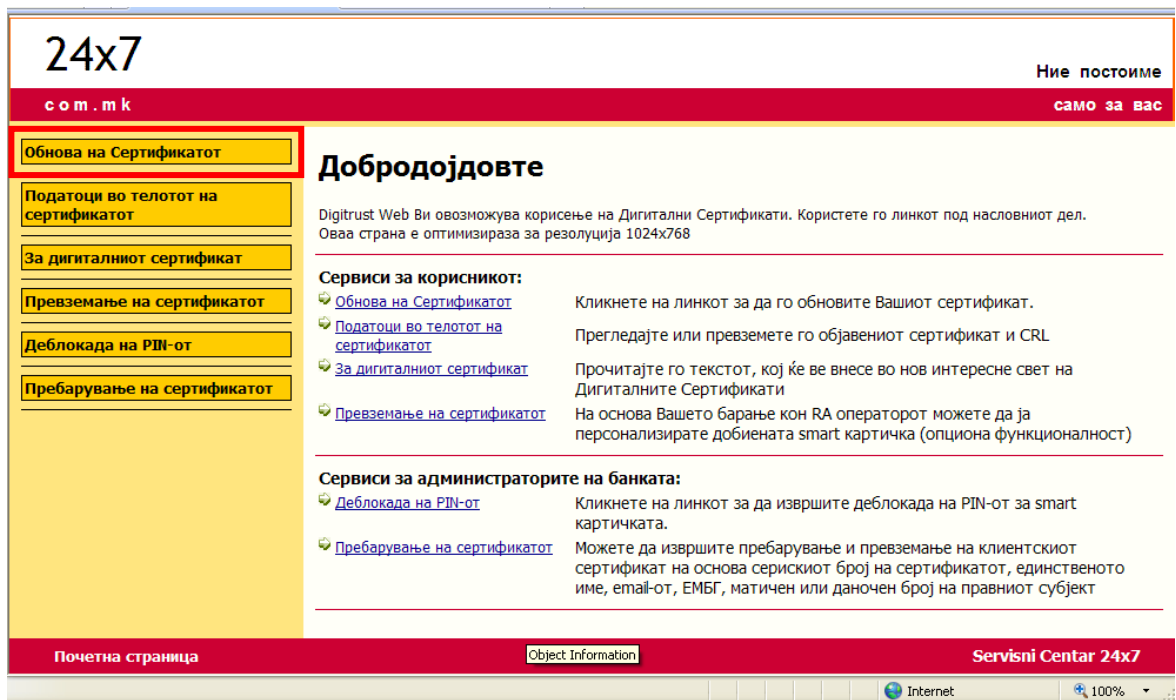 24x7
Ние постоиме
com.mk
само за вас
Обнова на Сертификатот
Податоци во телотот на
сертификатот
За дигиталниот сертификат
Превземање на сертификатот
Деблокада на PIN-от
Пребарување на сертификатот
Добродојдовте
Digitrust Web Ви овозможува корисење на Дигитални Сертификати. Користете го линкот под насловниот дел.
Оваа страна е оптимизираза за резолуција 1024x768
Сервиси за корисникот:
Обнова на Сертификатот Кликнете на линкот за да го обновите Вашиот сертификат.
Податоци во телотот на
сертификатот
Прегледајте или превземете го објавениот сертификат и CRL
За дигиталниот сертификат Прочитајте го текстот, кој ќе ве внесе во нов интересне свет на
Дигиталните Сертификати
Превземање на сертификатот На основа Вашето барање кон RA операторот можете да ја
персонализирате добиената smart картичка (опциона функционалност)
Сервиси за администраторите на банката:
Деблокада на PIN-от Кликнете на линкот за да извршите деблокада на PIN-от за smart
картичката.
Пребарување на сертификатот Можете да извршите пребарување и превземање на клиентскиот
сертификат на основа серискиот број на сертификатот, единственото
име, email-от, ЕМБГ, матичен или даночен број на правниот субјект
Почетна страница
Object Information
Servisni Centar 24x7
Internet
100%